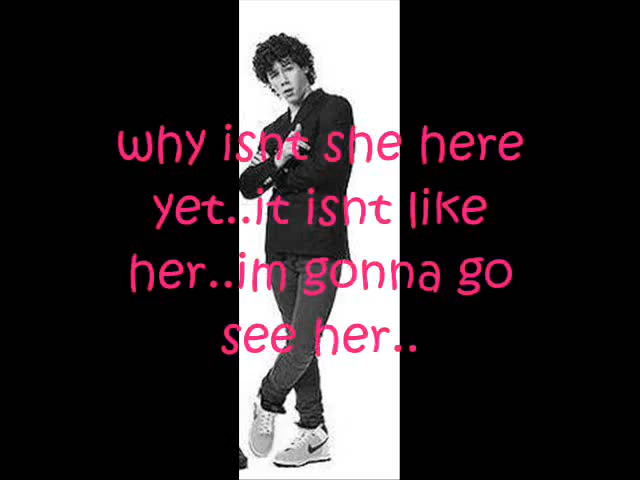 why isnt she here
yet..it isnt like
her..im gonna go
see her..